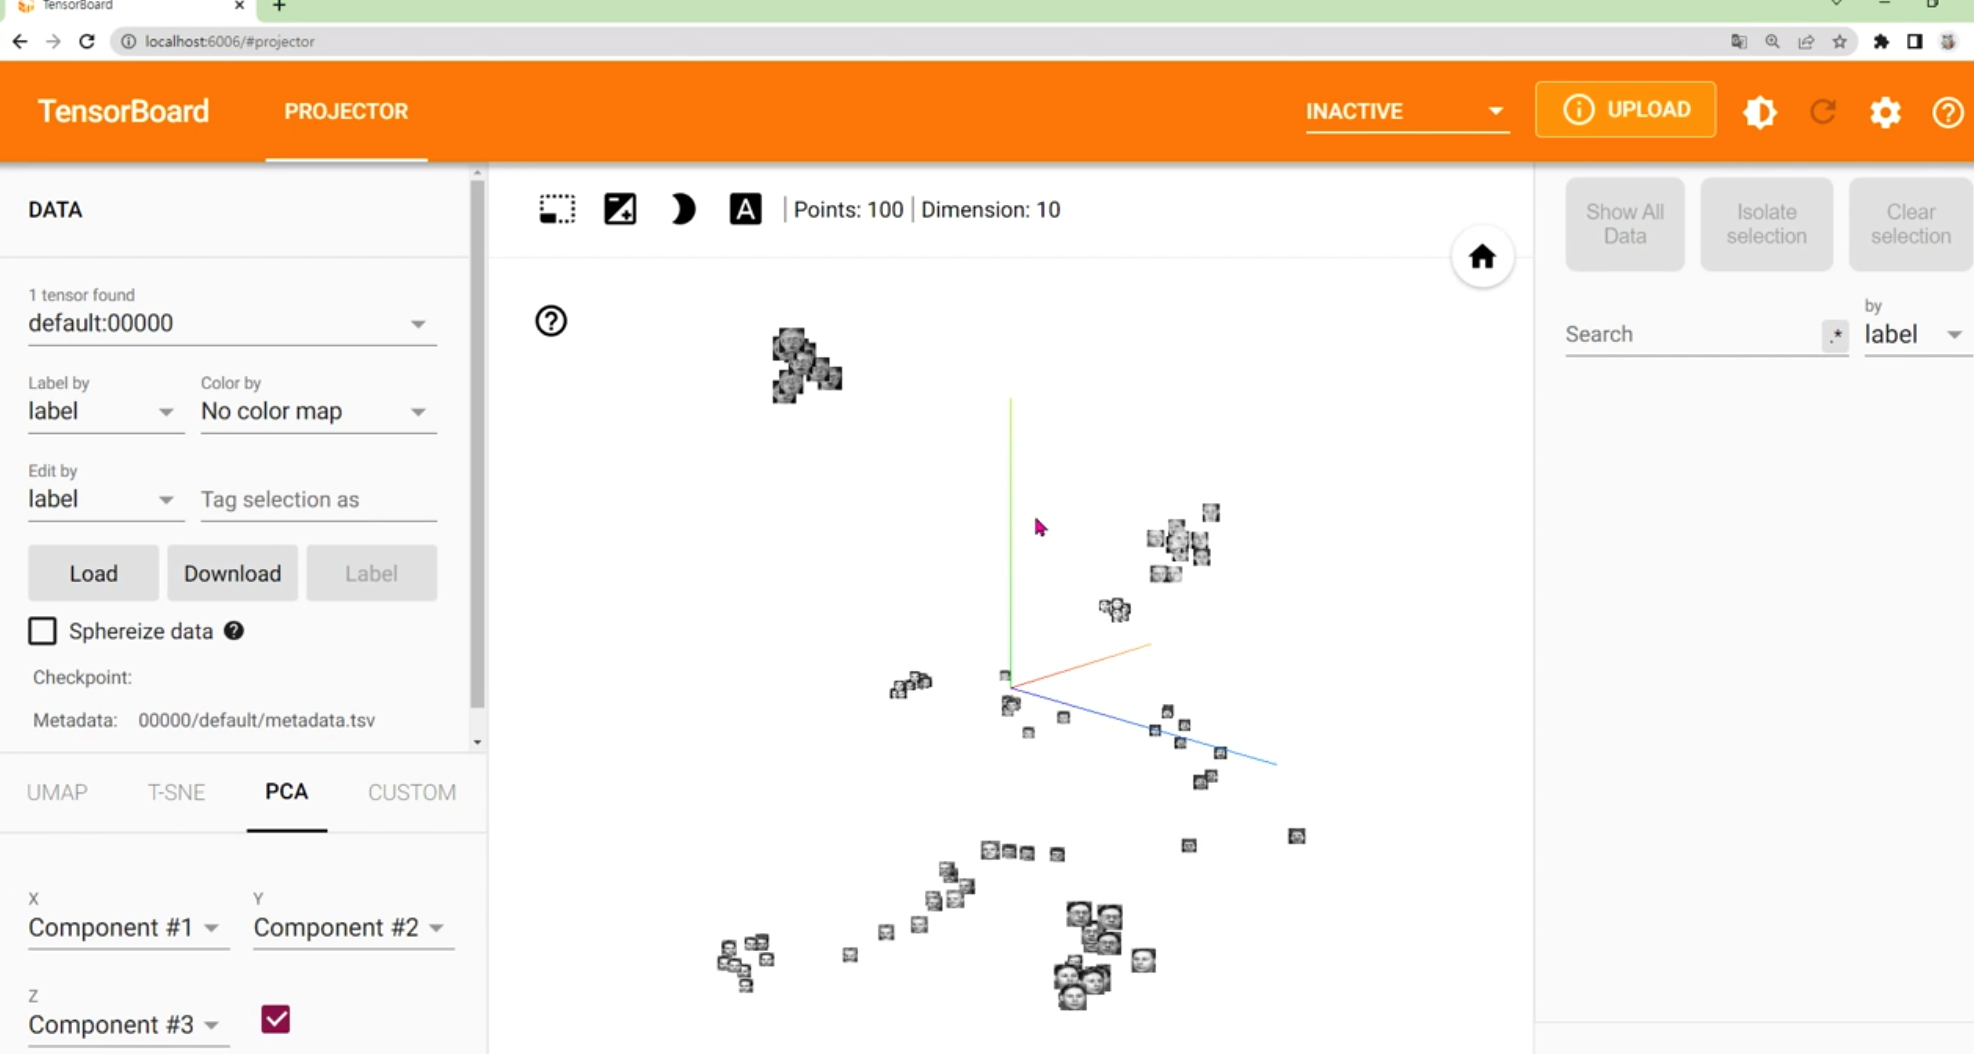 TensorBoard
localhost:6006/#projector
TensorBoard
PROJECTOR
INACTIVE
UPLOAD
DATA
A
Points: 100
Dimension: 10
Show All
Data
Isolate
selection
Clear
selection
1 tensor found
default:00000
by
Search
.*
label
Label by
Color by
label
No color map
Edit by
label
Tag selection as
Load
Download
Label
Sphereize data
Checkpoint:
Metadata: 00000/default/metadata.tsv
UMAP
T-SNE
PCA
CUSTOM
X
Y
Component #1
Component #2
Z
Component #3